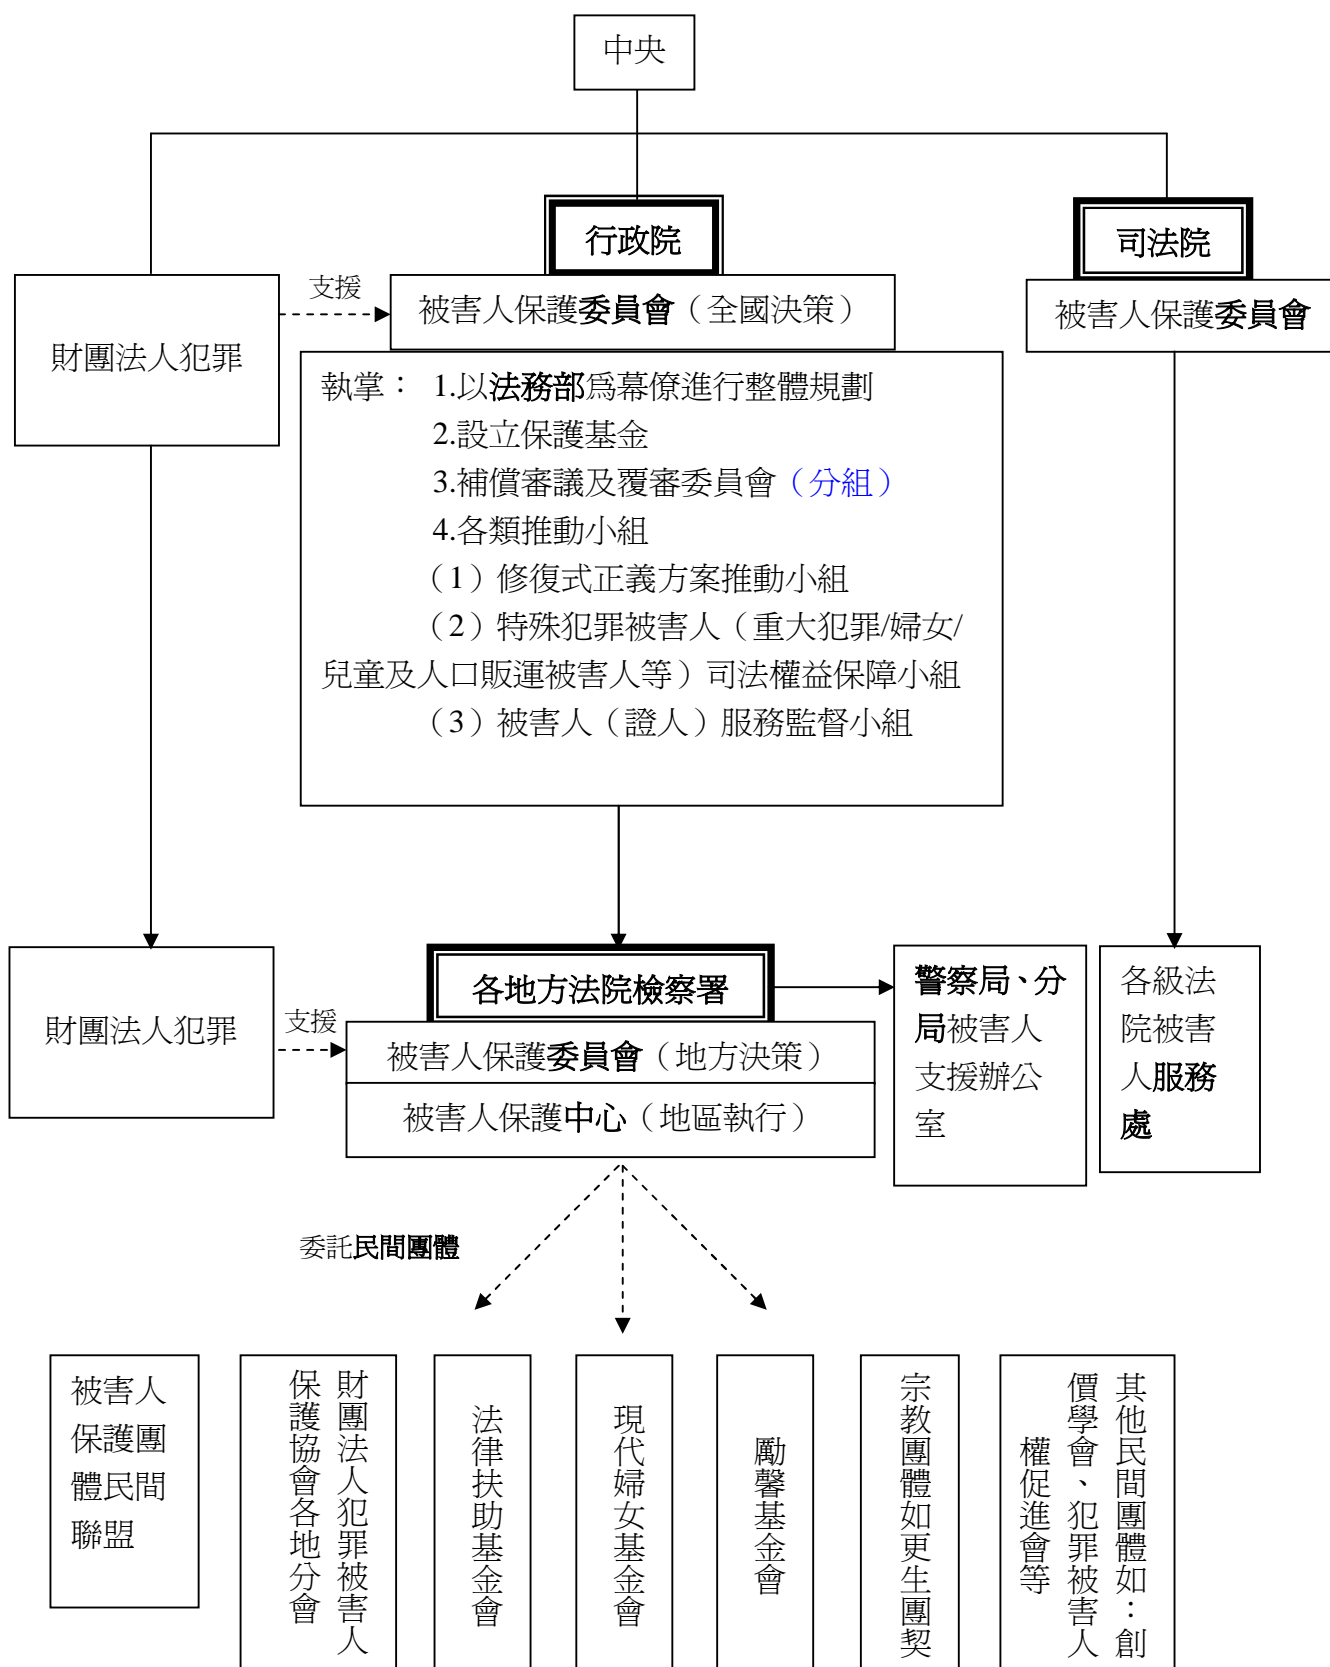 中央
行政院
司法院
支援
被害人保護委員會（全國決策）
被害人保護委員會
財團法人犯罪
執掌： 1.以法務部為幕僚進行整體規劃
2.設立保護基金
3.補償審議及覆審委員會（分組）
4.各類推動小組
（1）修復式正義方案推動小組
（2）特殊犯罪被害人（重大犯罪/婦女/
兒童及人口販運被害人等）司法權益保障小組
（3）被害人（證人）服務監督小組
財團法人犯罪
支援
各地方法院檢察署
被害人保護委員會（地方決策）
被害人保護中心（地區執行）
警察局、分
局被害人
支援辦公
室
各級法
院被害
人服務
處
委託民間團體
被害人
保護團
體民間
聯盟
財團法人犯罪被害人
保護協會各地分會
法律扶助基金會
現代婦女基金會
勵馨基金會
宗教團體如更生團契
其他民間團體如：創
價學會、犯罪被害人
權促進會等